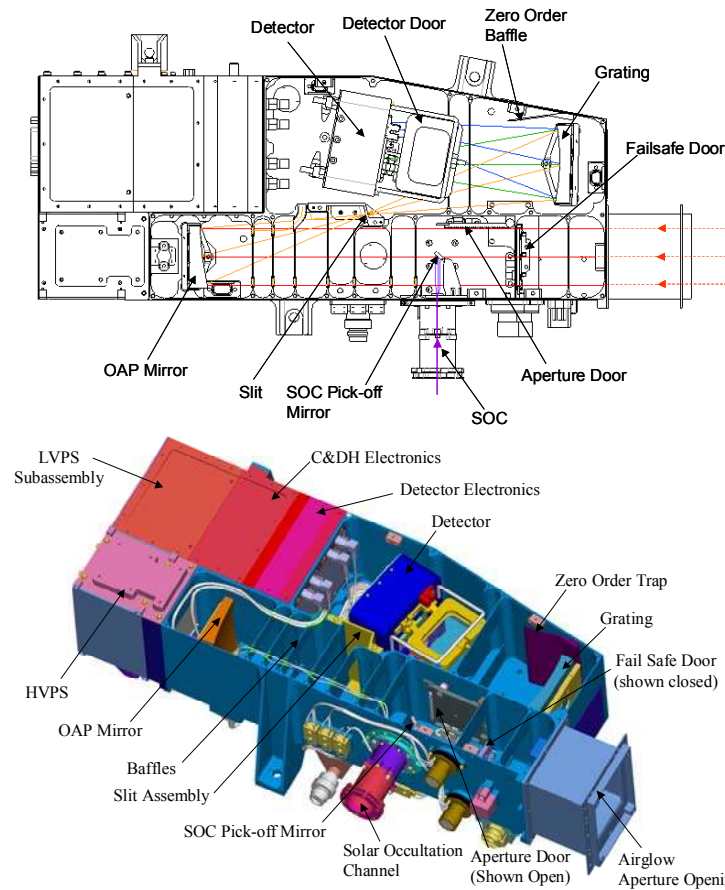 Detector
Detector Door
Zero Order
Baffle
Grating
Failsafe Door
OAP Mirror
Slit
SOC Pick-off
Mirror
SOC
Aperture Door
LVPS
Subassembly
C&DH Electronics
Detector Electronics
Detector
Zero Order Trap
Grating
Fail Safe Door
(shown closed)
HVPS
OAP Mirror
Baffles
Slit Assembly
SOC Pick-off Mirror
Solar Occultation
Channel
Aperture Door
(Shown Open)
Airglow
Aperture Openi